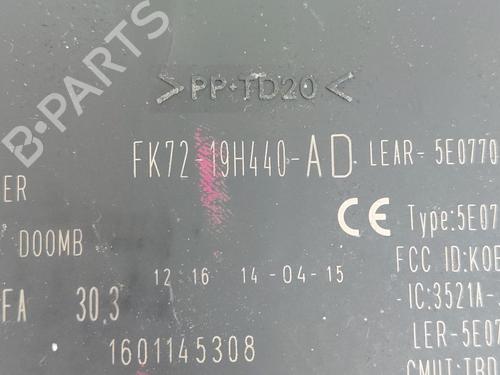 B-PARTS
>PP-TD20<
FK72-19H440-AD LEAR-5E0770
ER
CE Type:5E07
DOOMB
FCC ID:KOB
12 16 14-04-15
-IC:3521A-
FA 30.3
LER-5E07
1601145308